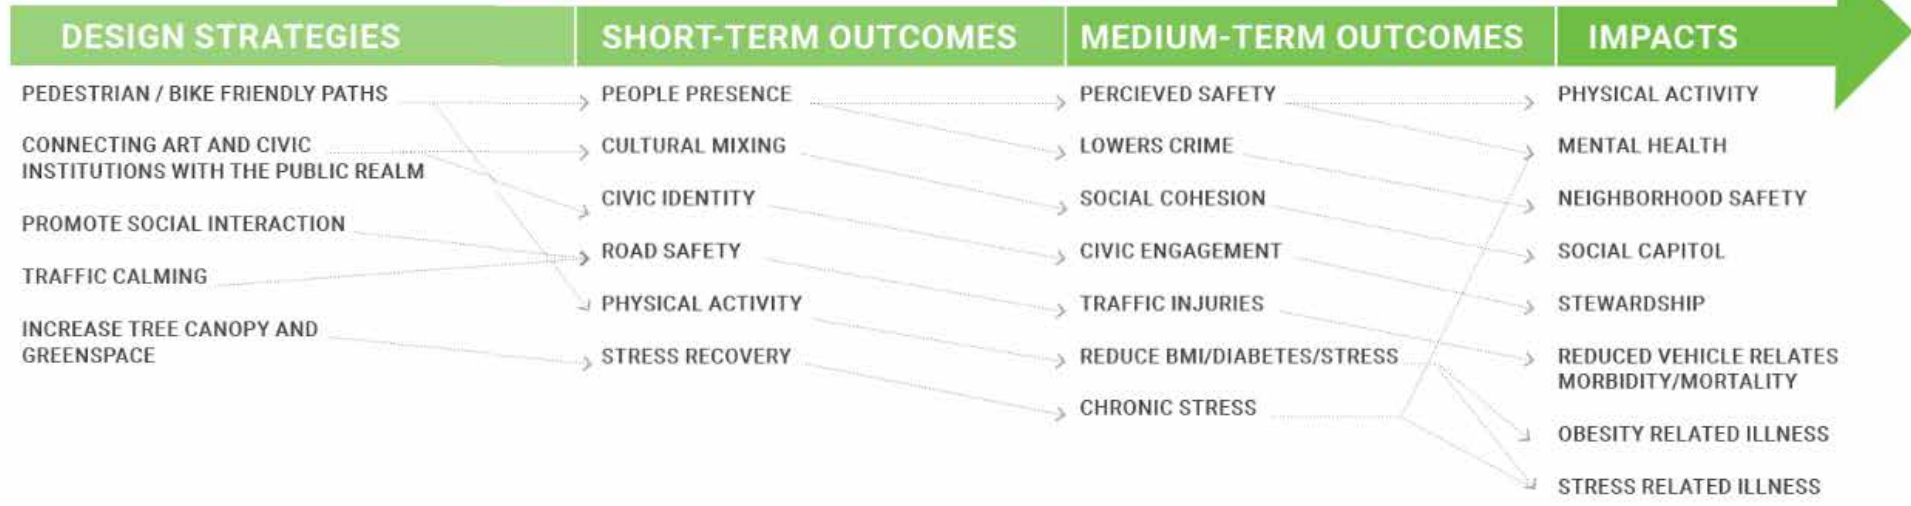 DESIGN STRATEGIES
SHORT-TERM OUTCOMES
MEDIUM-TERM OUTCOMES
IMPACTS
PEDESTRIAN / BIKE FRIENDLY PATHS
CONNECTING ART AND CIVIC
INSTITUTIONS WITH THE PUBLIC REALM
PROMOTE SOCIAL INTERACTION
TRAFFIC CALMING
INCREASE TREE CANOPY AND
GREENSPACE
PEOPLE PRESENCE
CULTURAL MIXING
CIVIC IDENTITY
ROAD SAFETY
PHYSICAL ACTIVITY
STRESS RECOVERY
PERCIEVED SAFETY
LOWERS CRIME
SOCIAL COHESION
CIVIC ENGAGEMENT
TRAFFIC INJURIES
REDUCE BMI/DIABETES/STRESS
CHRONIC STRESS
PHYSICAL ACTIVITY
MENTAL HEALTH
NEIGHBORHOOD SAFETY
SOCIAL CAPITOL
STEWARDSHIP
REDUCED VEHICLE RELATES
MORBIDITY/MORTALITY
OBESITY RELATED ILLNESS
STRESS RELATED ILLNESS